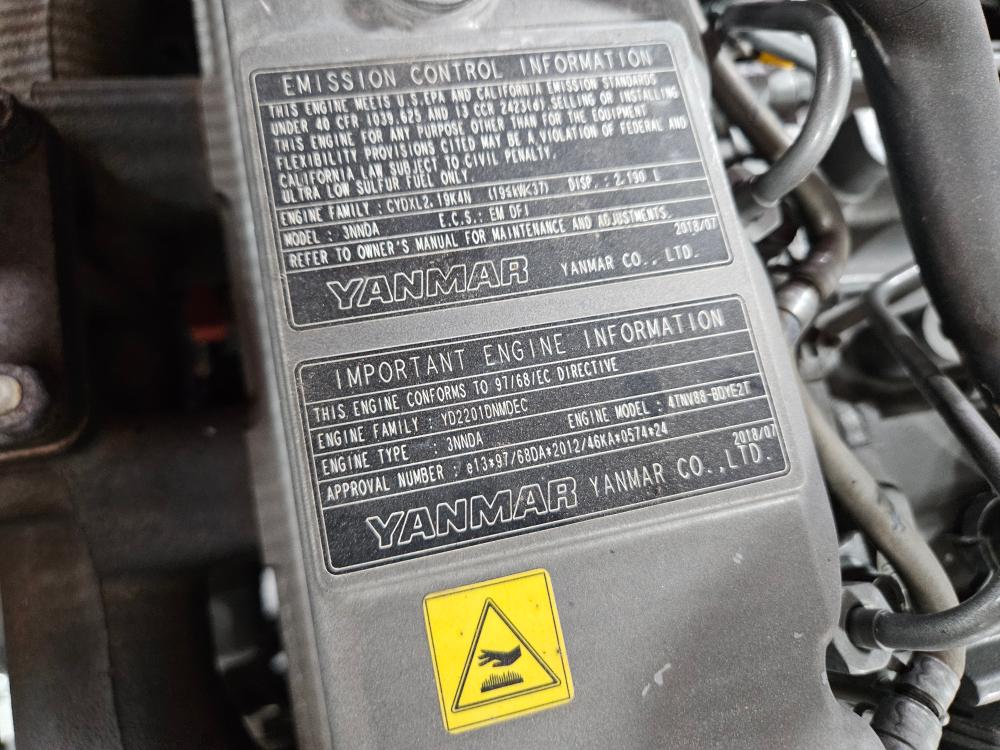 EMISSION CONTROL INFORMATION
THIS ENGINE MEETS U.S.EPA AND CALIFORNIA EMISSION STANDARDS
UNDER 40 CFR 1039.625 AND 13 CCR 2423(d).SELLING OR INSTALLING
THIS ENGINE FOR ANY PURPOSE OTHER THAN FOR THE EQUIPMENT
FLEXIBILITY PROVISIONS CITED MAY BE A VIOLATION OF FEDERAL AND
CALIFORNIA LAW SUBJECT TO CIVIL PENALTY.
ULTRA LOW SULFUR FUEL ONLY
ENGINE FAMILY : CYDXL2.19K4N (19≤kW<37) DISP. : 2.190 L
MODEL : 3NNDA E.C.S.: EM DFI
REFER TO OWNER'S MANUAL FOR MAINTENANCE AND ADJUSTMENTS.
2018/07
YANMAR YANMAR CO., LTD.
IMPORTANT ENGINE INFORMATION
THIS ENGINE CONFORMS TO 97/68/EC DIRECTIVE
ENGINE FAMILY : YD2201DNMDEC
ENGINE TYPE : 3NNDA ENGINE MODEL : 4TNV88-BDYE2T
APPROVAL NUMBER : e13*97/68DA*2012/46KA*0574*24
2018/07
YANMAR YANMAR CO.,LTD.